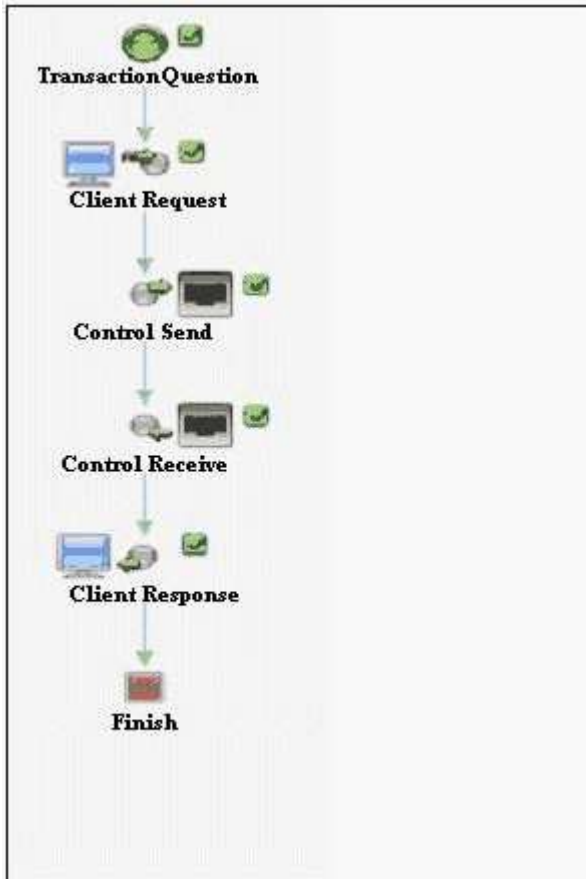 TransactionQuestion
Client Request
Control Send
Control Receive
Client Response
Finish